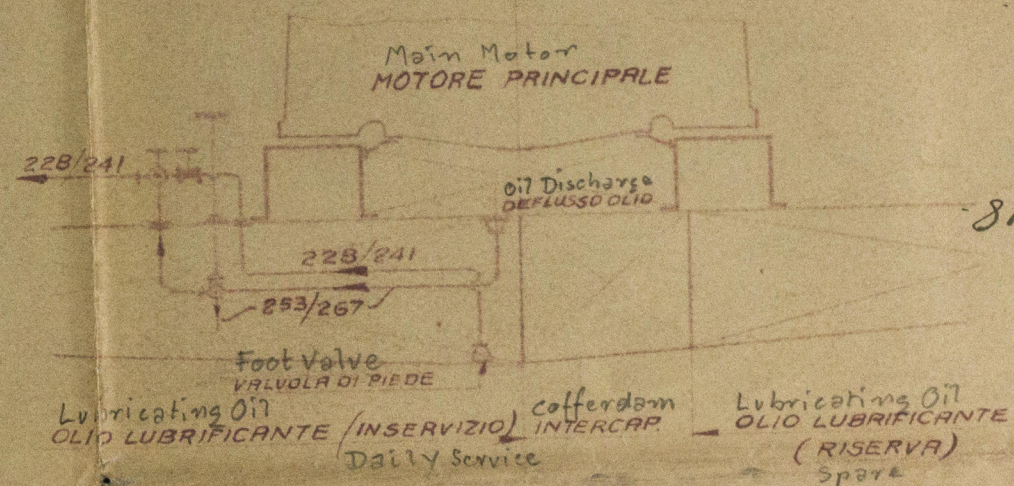 Main Motor
MOTORE PRINCIPALE
228/241
Oil Discharge
DEFLUSSO OLIO
228/241
253/267
Foot Valve
VALVOLA DI PIEDE
Lubricating Oil
OLIO LUBRIFICANTE (INSERVIZIO)
Daily Service
Cofferdam
INTERCAP.
Lubricating Oil
OLIO LUBRIFICANTE
(RISERVA)
Spare